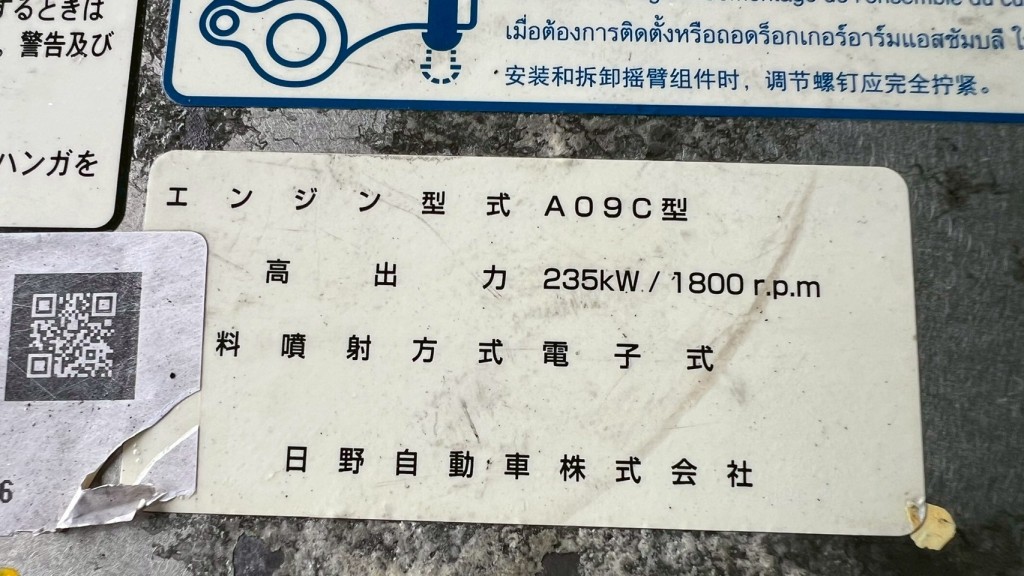 するときは
警告及び
ハンガを
เมื่อต้องการติดตั้งหรือถอดร็อกเกอร์อาร์มแอสซัมบลี
安装和拆卸摇臂组件时，调节螺钉应完全拧紧。
エンジン型式 A09C型
高出力 235kW / 1800 r.p.m
料噴射方式 電子式
日野自動車株式会社
6